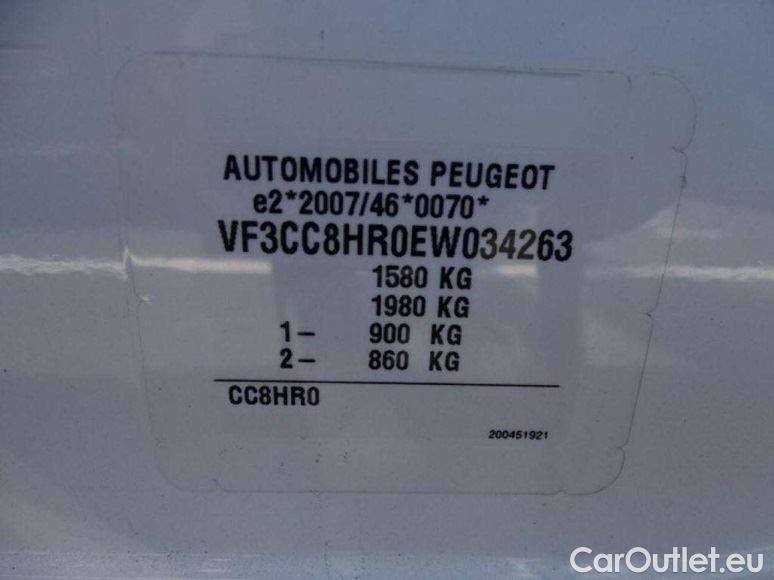 AUTOMOBILES PEUGEOT
e2*2007/46*0070*
VF3CC8HR0EW034263
1580 KG
1980 KG
1- 900 KG
2- 860 KG
CC8HR0
200451921
CarOutlet.eu